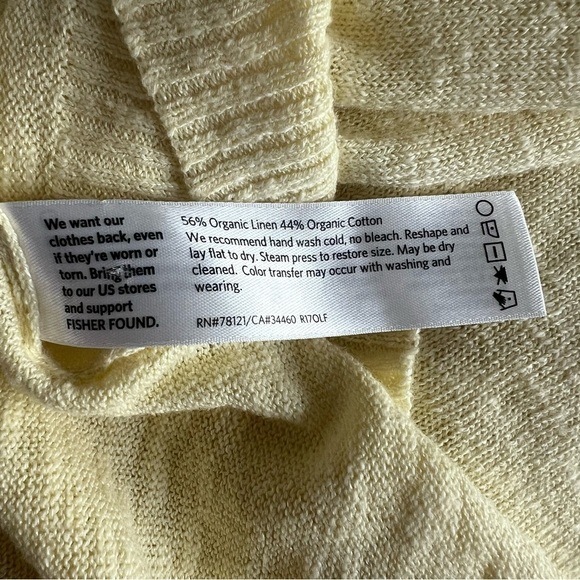 We want our
clothes back, even
if they're worn or
torn. Bring them
to our US stores
and support
FISHER FOUND.
56% Organic Linen 44% Organic Cotton
We recommend hand wash cold, no bleach. Reshape and
lay flat to dry. Steam press to restore size. May be dry
cleaned. Color transfer may occur with washing and
wearing.
RN#78121/CA#34460 R17OLF